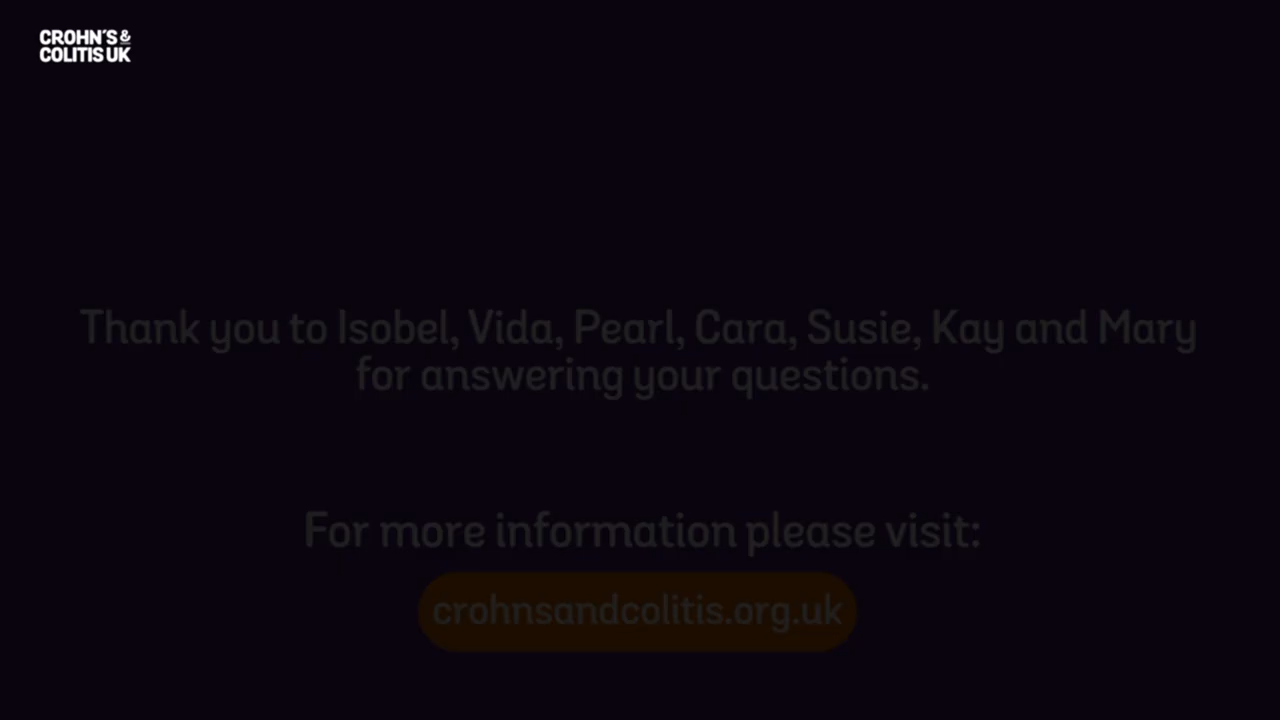 CROHN'S &
COLITIS UK
Thank you to Isobel, Vida, Pearl, Cara, Susie, Kay and Mary
for answering your questions.
For more information please visit:
crohnsandcolitis.org.uk